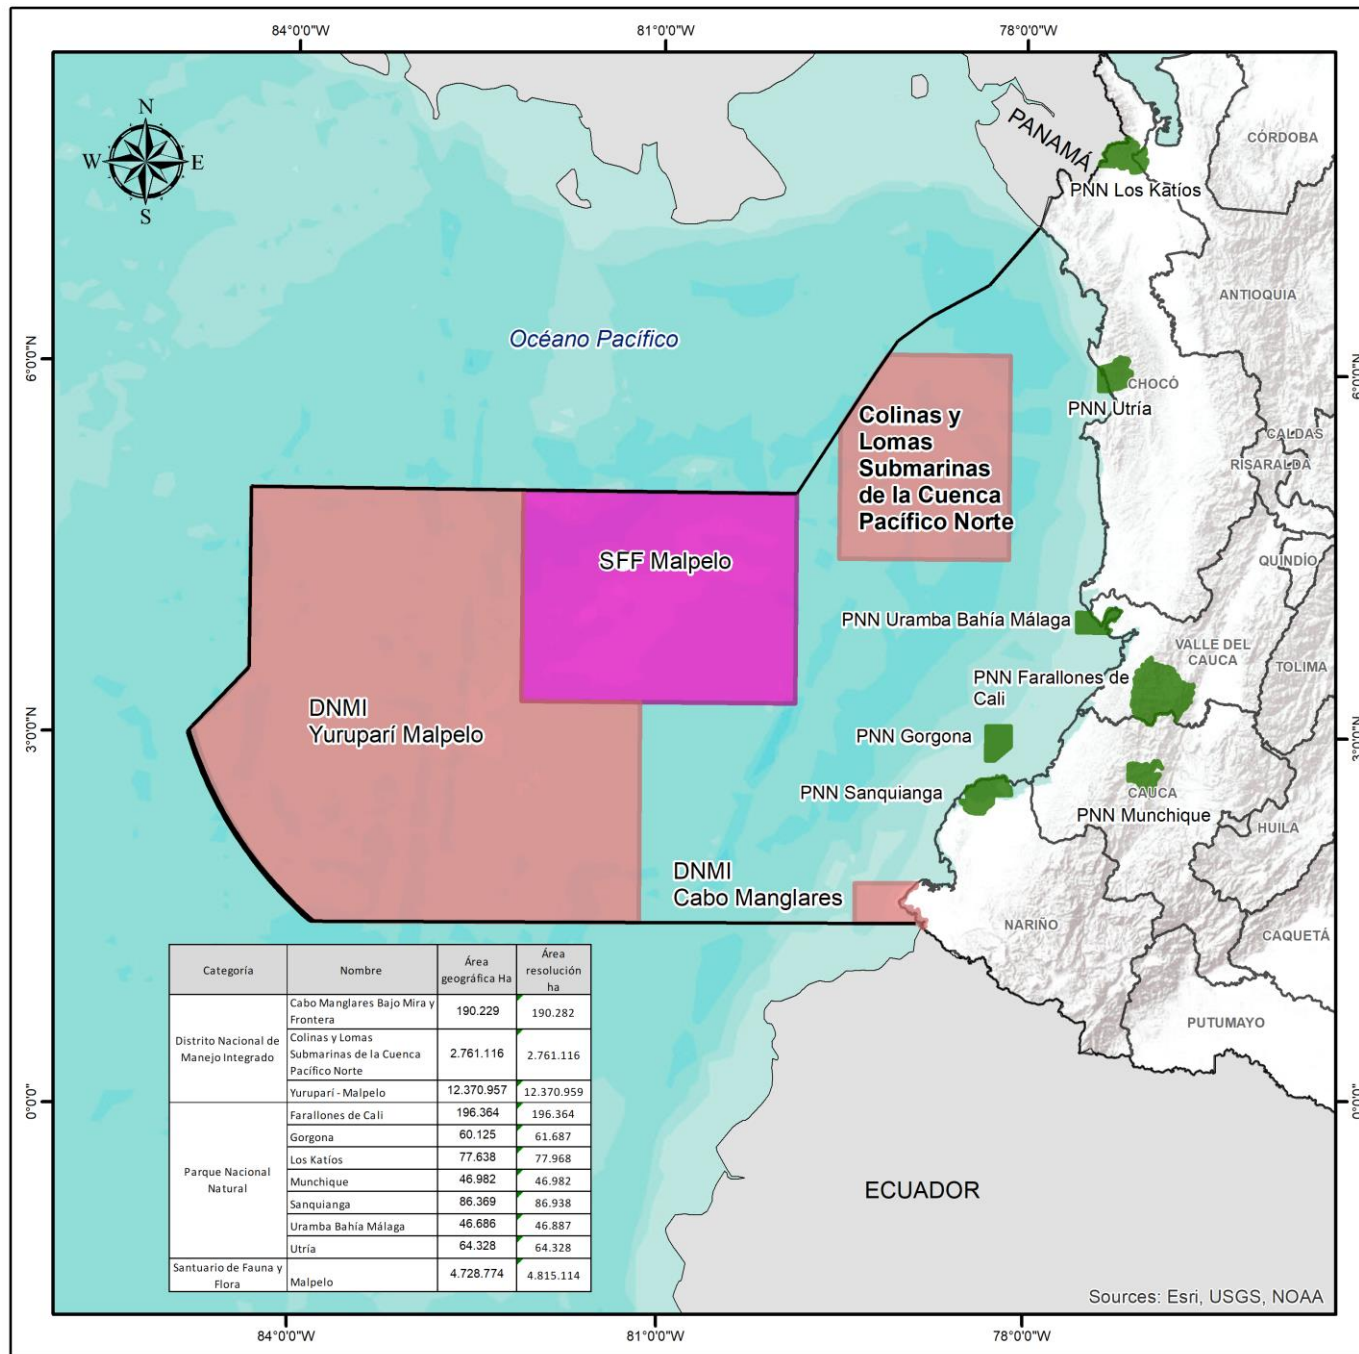 84°0'0"W
81°0'0"W
78°0'0"W
N
W
E
S
PANAMÁ
CÓRDOBA
PNN Los Katíos
ANTIOQUIA
Océano Pacífico
6°0'0"N
6°0'0"N
CHOCÓ
PNN Utría
Colinas y
Lomas
Submarinas
de la Cuenca
Pacífico Norte
CALDAS
RISARALDA
SFF Malpelo
QUINDÍO
PNN Uramba Bahía Málaga
VALLE DEL
CAUCA
TOLIMA
PNN Farallones de
Cali
DNMI
Yuruparí Malpelo
3°0'0"N
3°0'0"N
PNN Gorgona
PNN Sanquianga
CAUCA
PNN Munchique
HUILA
DNMI
Cabo Manglares
NARIÑO
CAQUETÁ
PUTUMAYO
Categoría
Nombre
Área
geográfica Ha
Área
resolución
ha
Distrito Nacional de
Manejo Integrado
Cabo Manglares Bajo Mira y
Frontera
190.229
190.282
Colinas y Lomas
Submarinas de la Cuenca
Pacífico Norte
2.761.116
2.761.116
Yuruparí - Malpelo
12.370.957
12.370.959
Parque Nacional
Natural
Farallones de Cali
196.364
196.364
Gorgona
60.125
61.687
Los Katíos
77.638
77.968
Munchique
46.982
46.982
Sanquianga
86.369
86.938
Uramba Bahía Málaga
46.686
46.887
Utría
64.328
64.328
Santuario de Fauna y
Flora
Malpelo
4.728.774
4.815.114
0°0'0"
0°0'0"
ECUADOR
Sources: Esri, USGS, NOAA
84°0'0"W
81°0'0"W
78°0'0"W